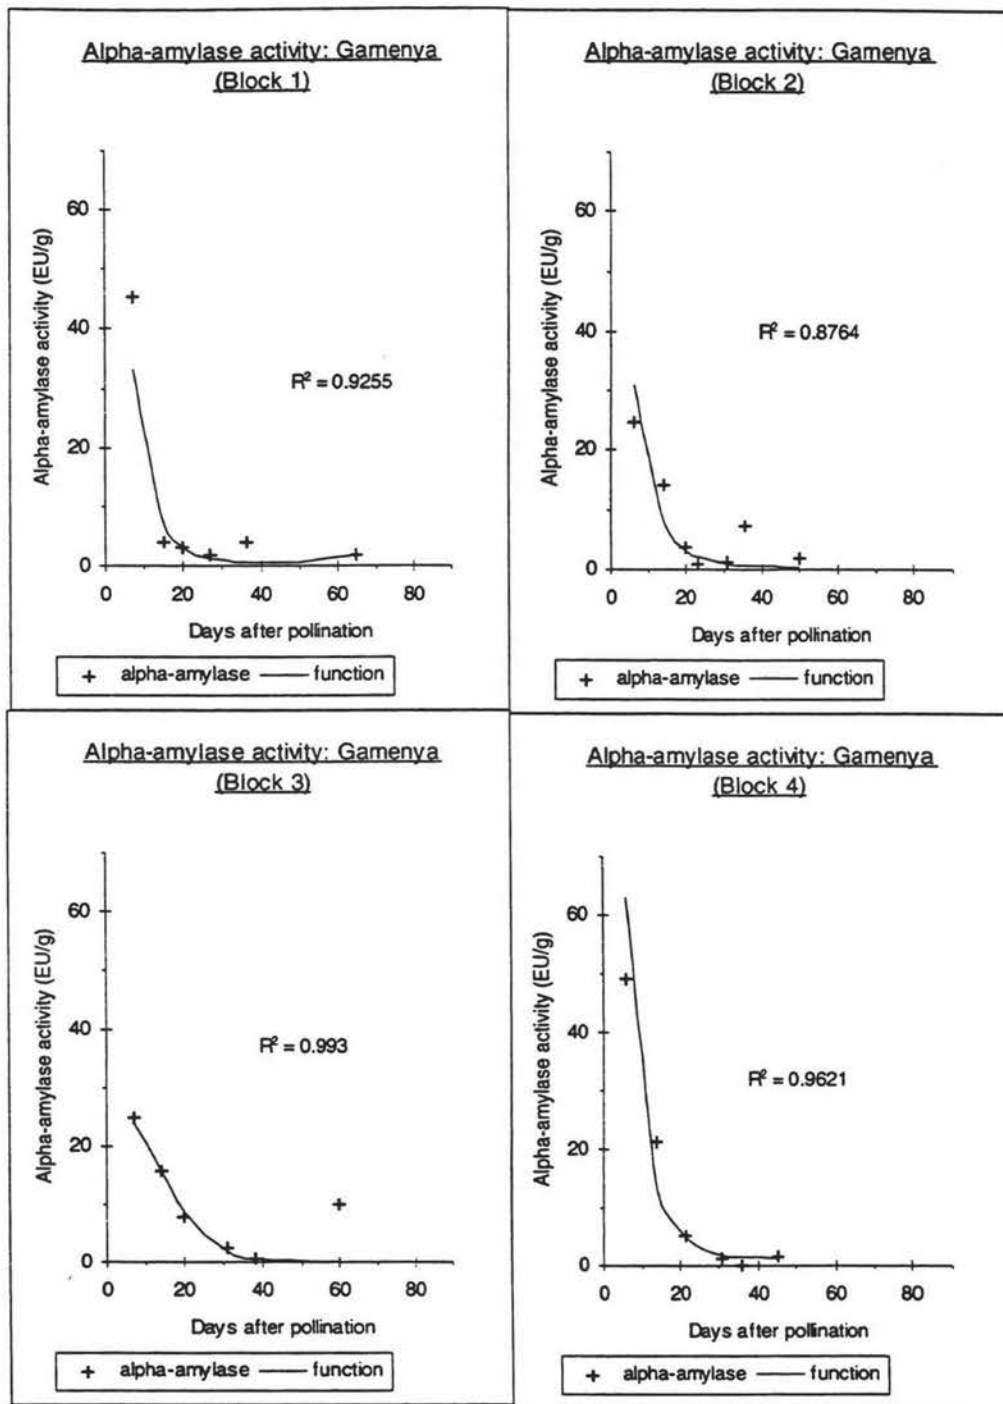 Alpha-amylase activity: Gamenya
(Block 1)
Alpha-amylase activity (EU/g)
60
40
20
0
R² = 0.9255
0 20 40 60 80
Days after pollination
+ alpha-amylase — function
Alpha-amylase activity: Gamenya
(Block 2)
Alpha-amylase activity (EU/g)
60
40
20
0
R² = 0.8764
0 20 40 60 80
Days after pollination
+ alpha-amylase — function
Alpha-amylase activity: Gamenya
(Block 3)
Alpha-amylase activity (EU/g)
60
40
20
0
R² = 0.993
0 20 40 60 80
Days after pollination
+ alpha-amylase — function
Alpha-amylase activity: Gamenya
(Block 4)
Alpha-amylase activity (EU/g)
60
40
20
0
R² = 0.9621
0 20 40 60 80
Days after pollination
+ alpha-amylase — function